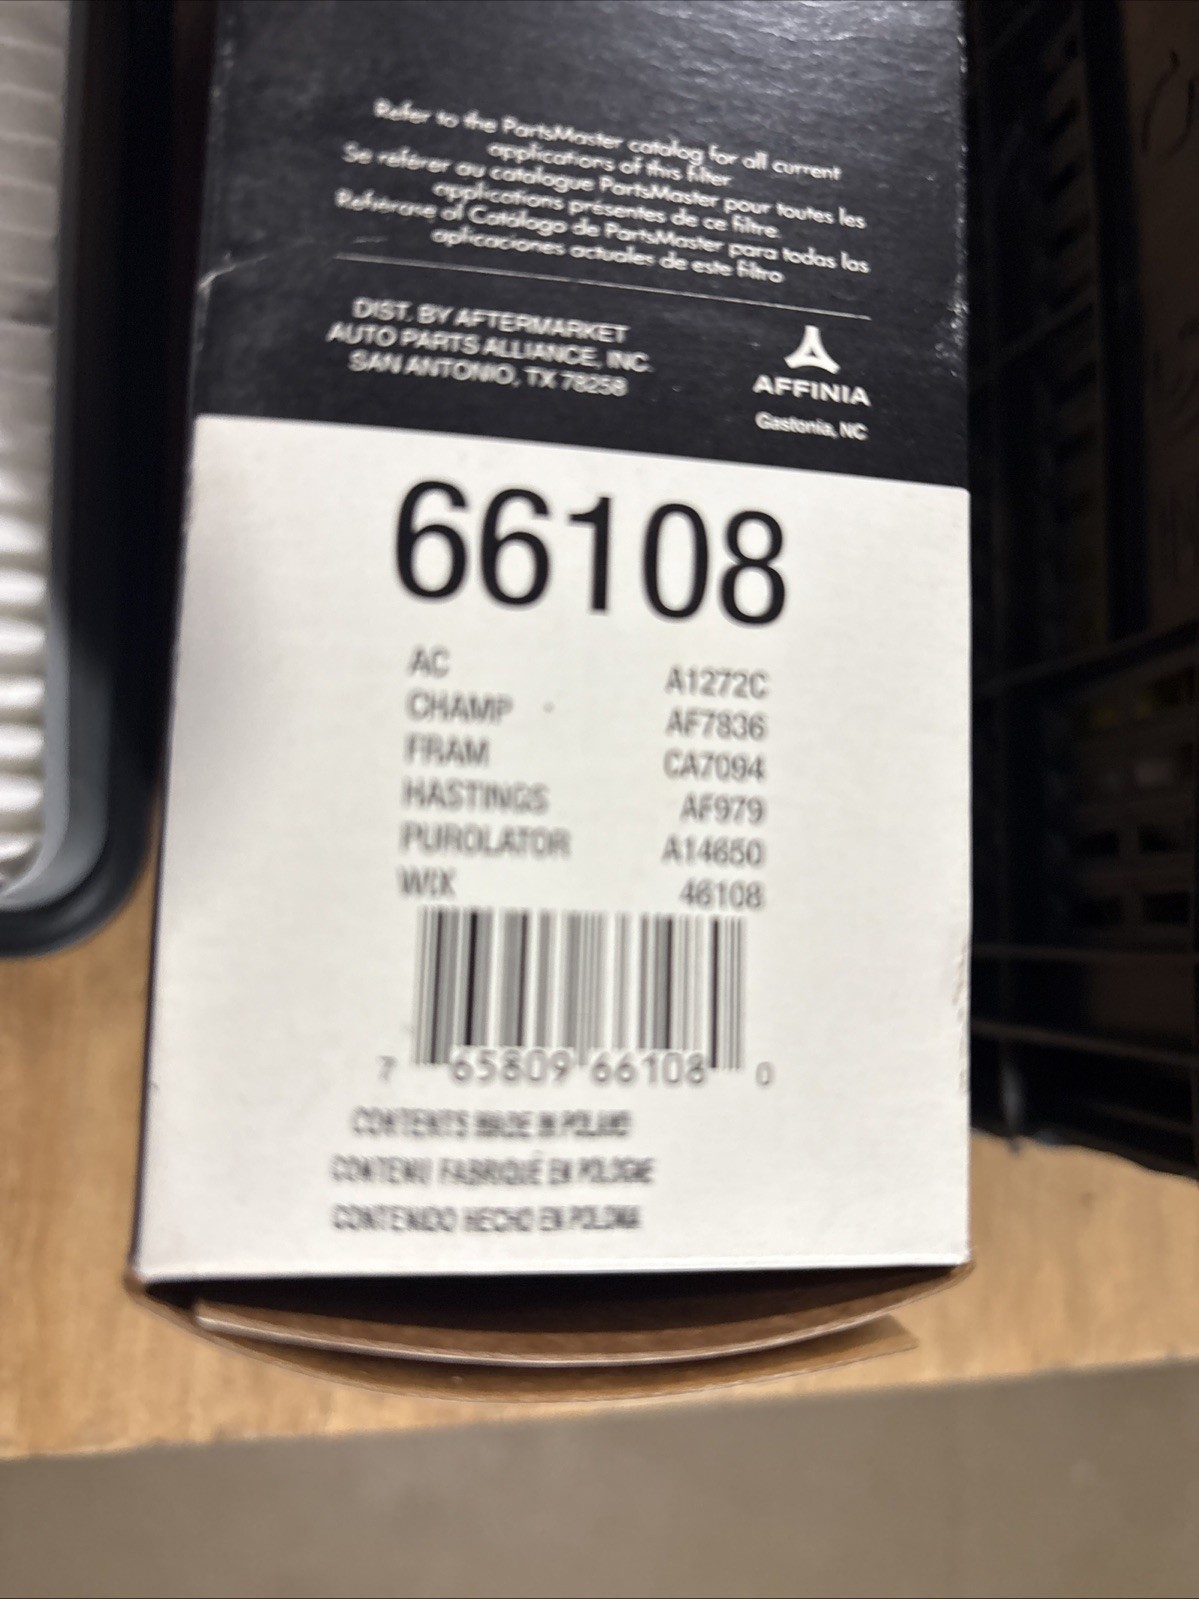 Refer to the PartsMaster catalog for all current
applications of this filter
Se référer au catalogue PartsMaster pour toutes les
applications présentes de ce filtre.
Refiérase al Catálogo de PartsMaster para todas las
aplicaciones actuales de este filtro
DIST. BY AFTERMARKET
AUTO PARTS ALLIANCE, INC.
SAN ANTONIO, TX 78258
AFFINIA
Gastonia, NC
66108
AC A1272C
CHAMP AF7836
FRAM CA7094
HASTINGS AF979
PUROLATOR A14650
WIX 46108
7 65809 66108 0
CONTENTS MADE IN POLAND
CONTENU FABRIQUÉ EN POLOGNE
CONTENIDO HECHO EN POLONIA